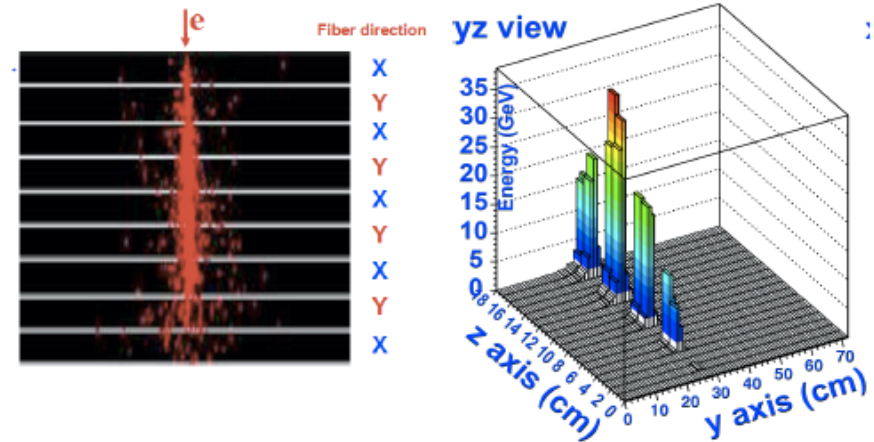 e
Fiber direction
X
Y
X
Y
X
Y
X
Y
X
yz view
Energy (GeV)
35
30
25
20
15
10
5
0
18 16 14 12 10 8 6 4 2 0
z axis (cm)
0 10 20 30 40 50 60 70
y axis (cm)